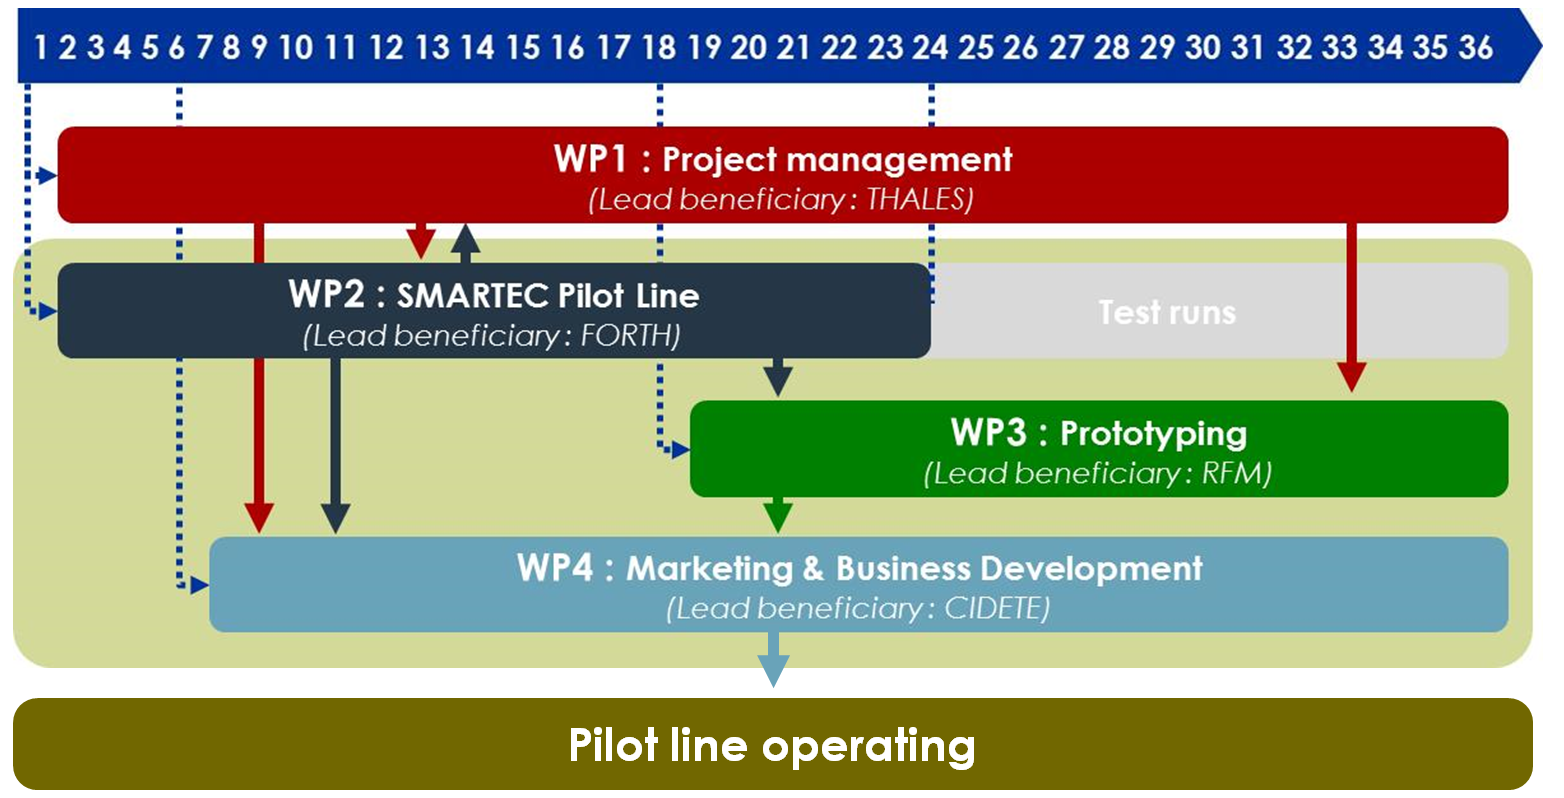 1 2 3 4 5 6 7 8 9 10 11 12 13 14 15 16 17 18 19 20 21 22 23 24 25 26 27 28 29 30 31 32 33 34 35 36
WP1 : Project management
(Lead beneficiary : THALES)
WP2 : SMARTEC Pilot Line
(Lead beneficiary : FORTH)
Test runs
WP3 : Prototyping
(Lead beneficiary : RFM)
WP4 : Marketing & Business Development
(Lead beneficiary : CIDETE)
Pilot line operating